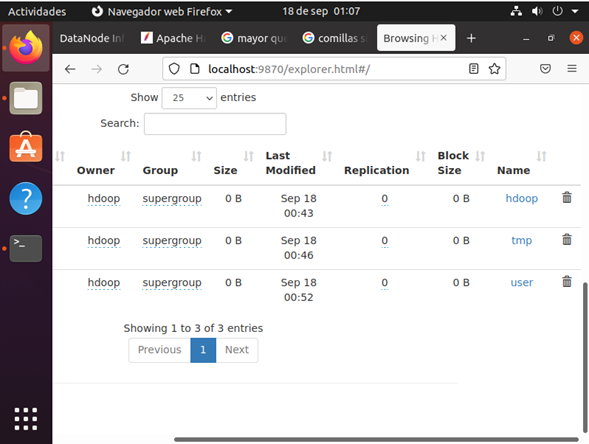 Actividades Navegador web Firefox 18 de sep 01:07
DataNode In Apache H mayor que comillas s Browsing H
localhost:9870/explorer.html#/
Show 25 entries
Search:
Owner Group Size Last Modified Replication Block Size Name
hdoop supergroup 0 B Sep 18 00:43 0 0 B hdoop
hdoop supergroup 0 B Sep 18 00:46 0 0 B tmp
hdoop supergroup 0 B Sep 18 00:52 0 0 B user
Showing 1 to 3 of 3 entries
Previous 1 Next